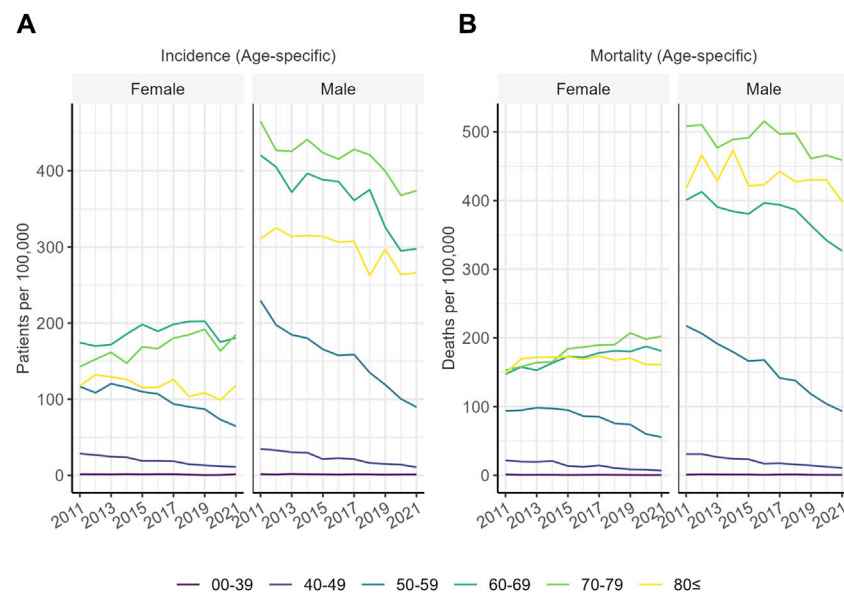 A
B
Incidence (Age-specific)
Mortality (Age-specific)
Female
Male
Female
Male
Patients per 100,000
400
300
200
100
0
Deaths per 100,000
500
400
300
200
100
0
2011 2013 2015 2017 2019 2021
2011 2013 2015 2017 2019 2021
2011 2013 2015 2017 2019 2021
2011 2013 2015 2017 2019 2021
00-39 40-49 50-59 60-69 70-79 80≤